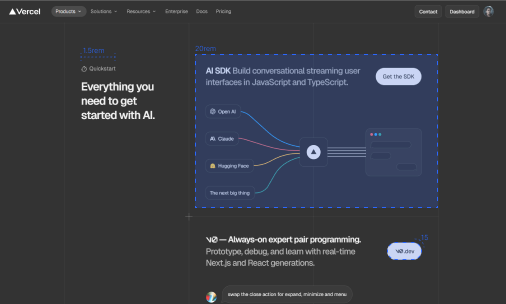 Vercel
Products
Solutions
Resources
Enterprise
Docs
Pricing
Contact
Dashboard
Quickstart
Everything you
need to get
started with AI.
AI SDK Build conversational streaming user
interfaces in JavaScript and TypeScript.
Get the SDK
Open AI
Claude
Hugging Face
The next big thing
v0 — Always-on expert pair programming.
Prototype, debug, and learn with real-time
Next.js and React generations.
v0.dev
swap the close action for expand, minimize and menu